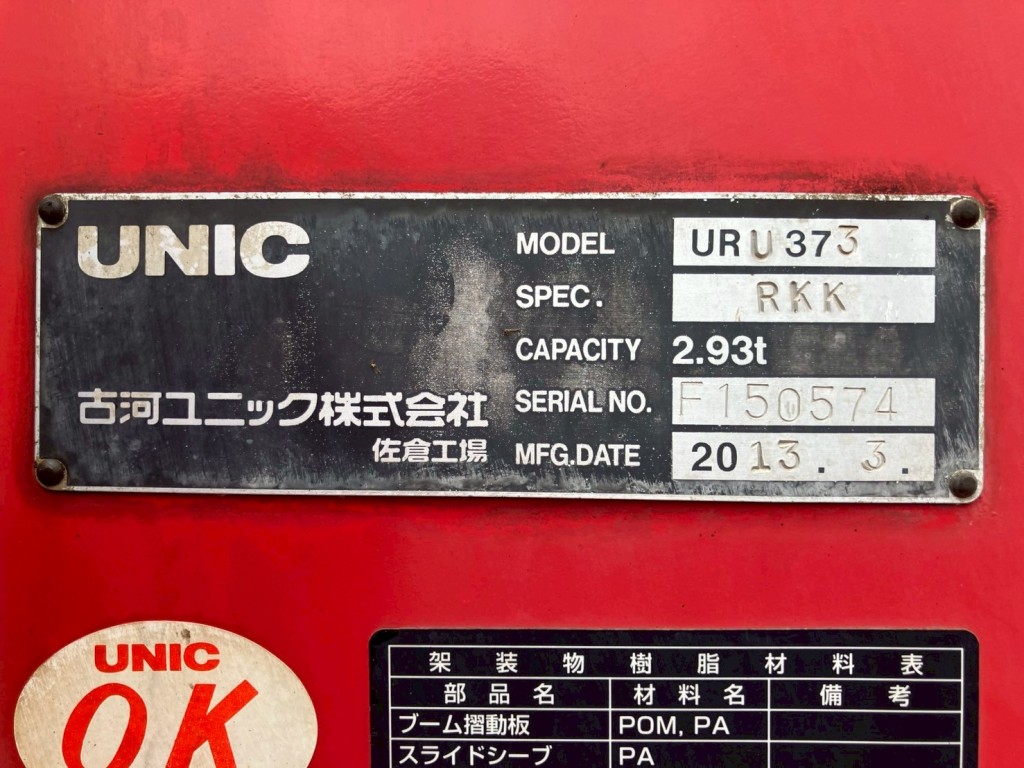 UNIC
MODEL URU373
SPEC. RKK
CAPACITY 2.93t
古河ユニック株式会社 SERIAL NO. F150574
佐倉工場 MFG.DATE 2013. 3.
UNIC
OK
架装物樹脂材料表
部品名 材料名 備考
ブーム摺動板 POM, PA
スライドシーブ PA